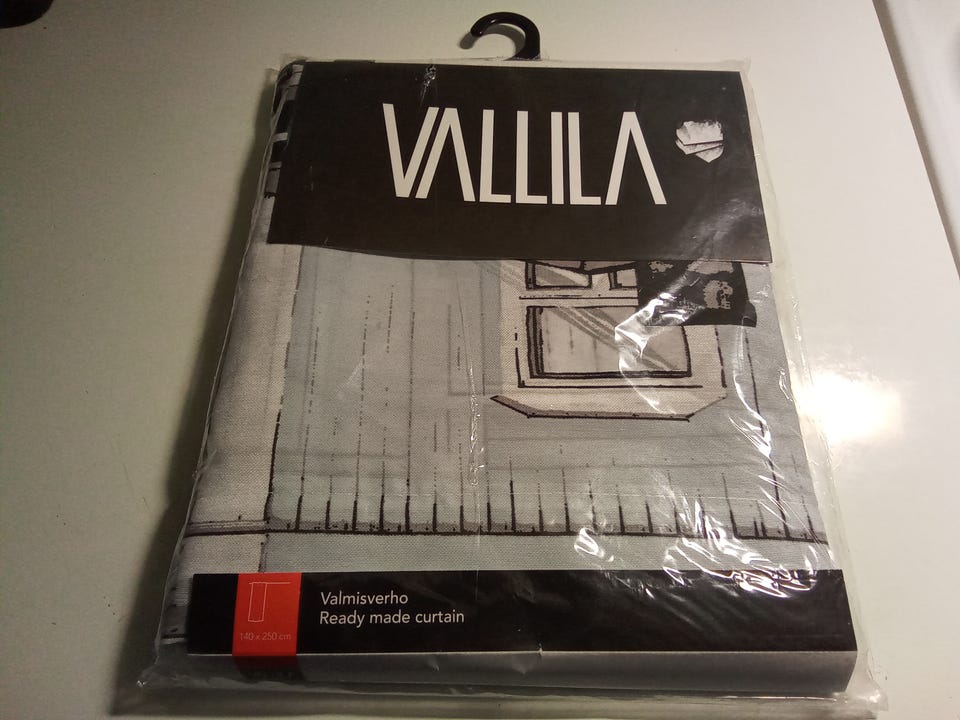 VALLILA
Valmisverho
Ready made curtain
140 x 250 cm